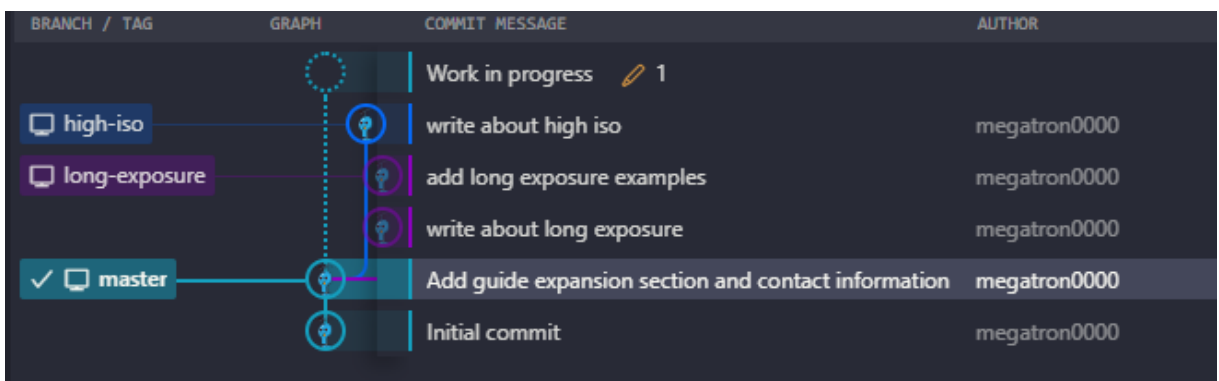 BRANCH / TAG GRAPH COMMIT MESSAGE AUTHOR
Work in progress 1
high-iso write about high iso megatron0000
long-exposure add long exposure examples megatron0000
write about long exposure megatron0000
master Add guide expansion section and contact information megatron0000
Initial commit megatron0000